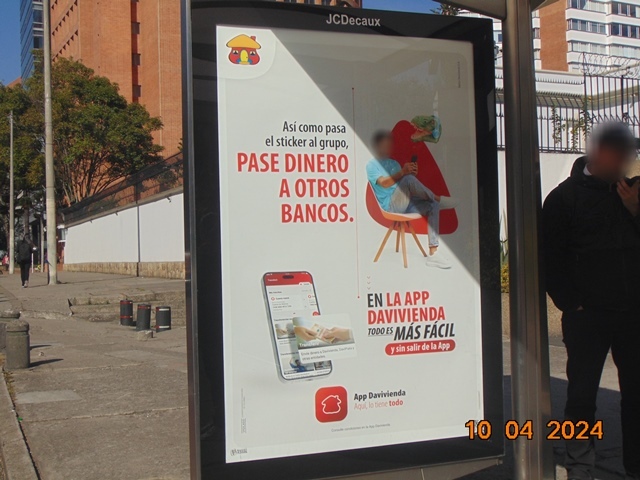 JCDecaux
Así como pasa
el sticker al grupo,
PASE DINERO
A OTROS
BANCOS.
EN LA APP
DAVIVIENDA
TODO ES MÁS FÁCIL
y sin salir de la App
App Davivienda
Aquí, lo tiene todo
10 04 2024